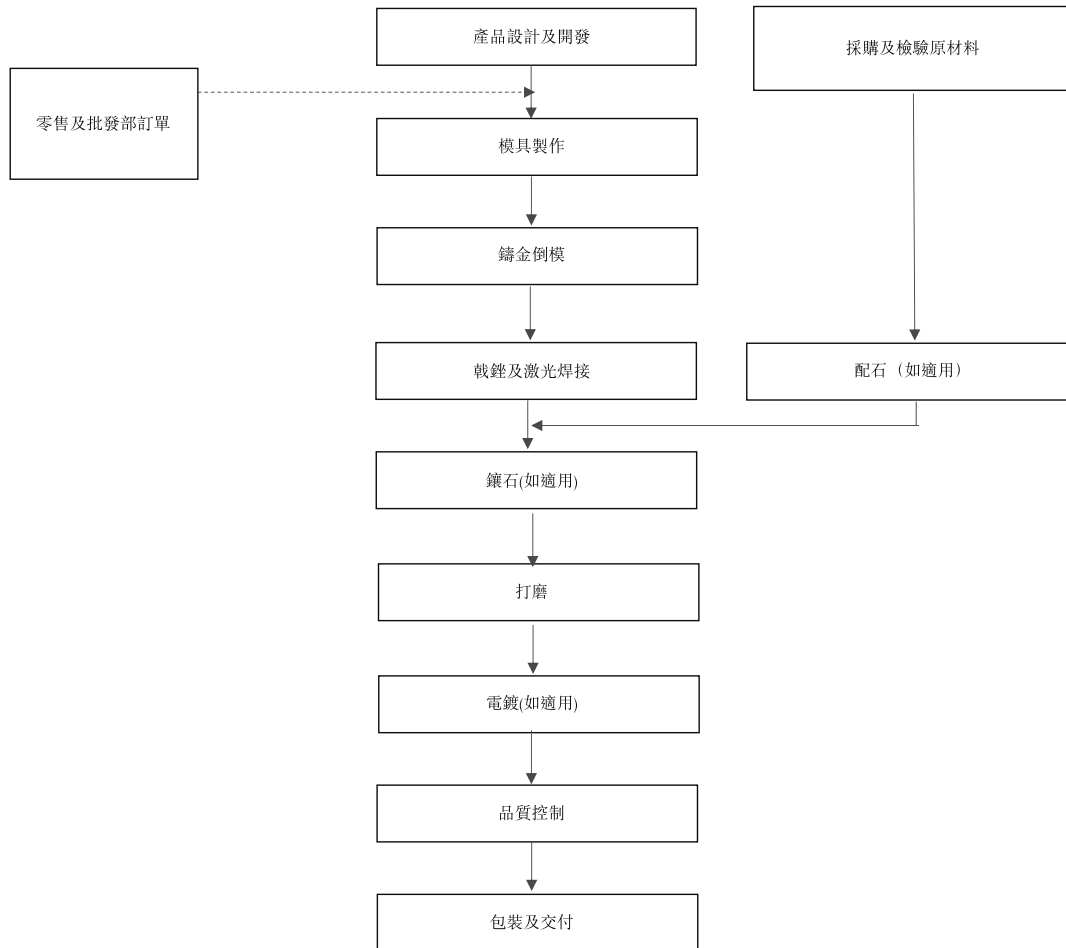 產品設計及開發
採購及檢驗原材料
零售及批發部訂單
模具製作
鑄金倒模
戟銼及激光焊接
配石（如適用）
鑲石(如適用)
打磨
電鍍(如適用)
品質控制
包裝及交付